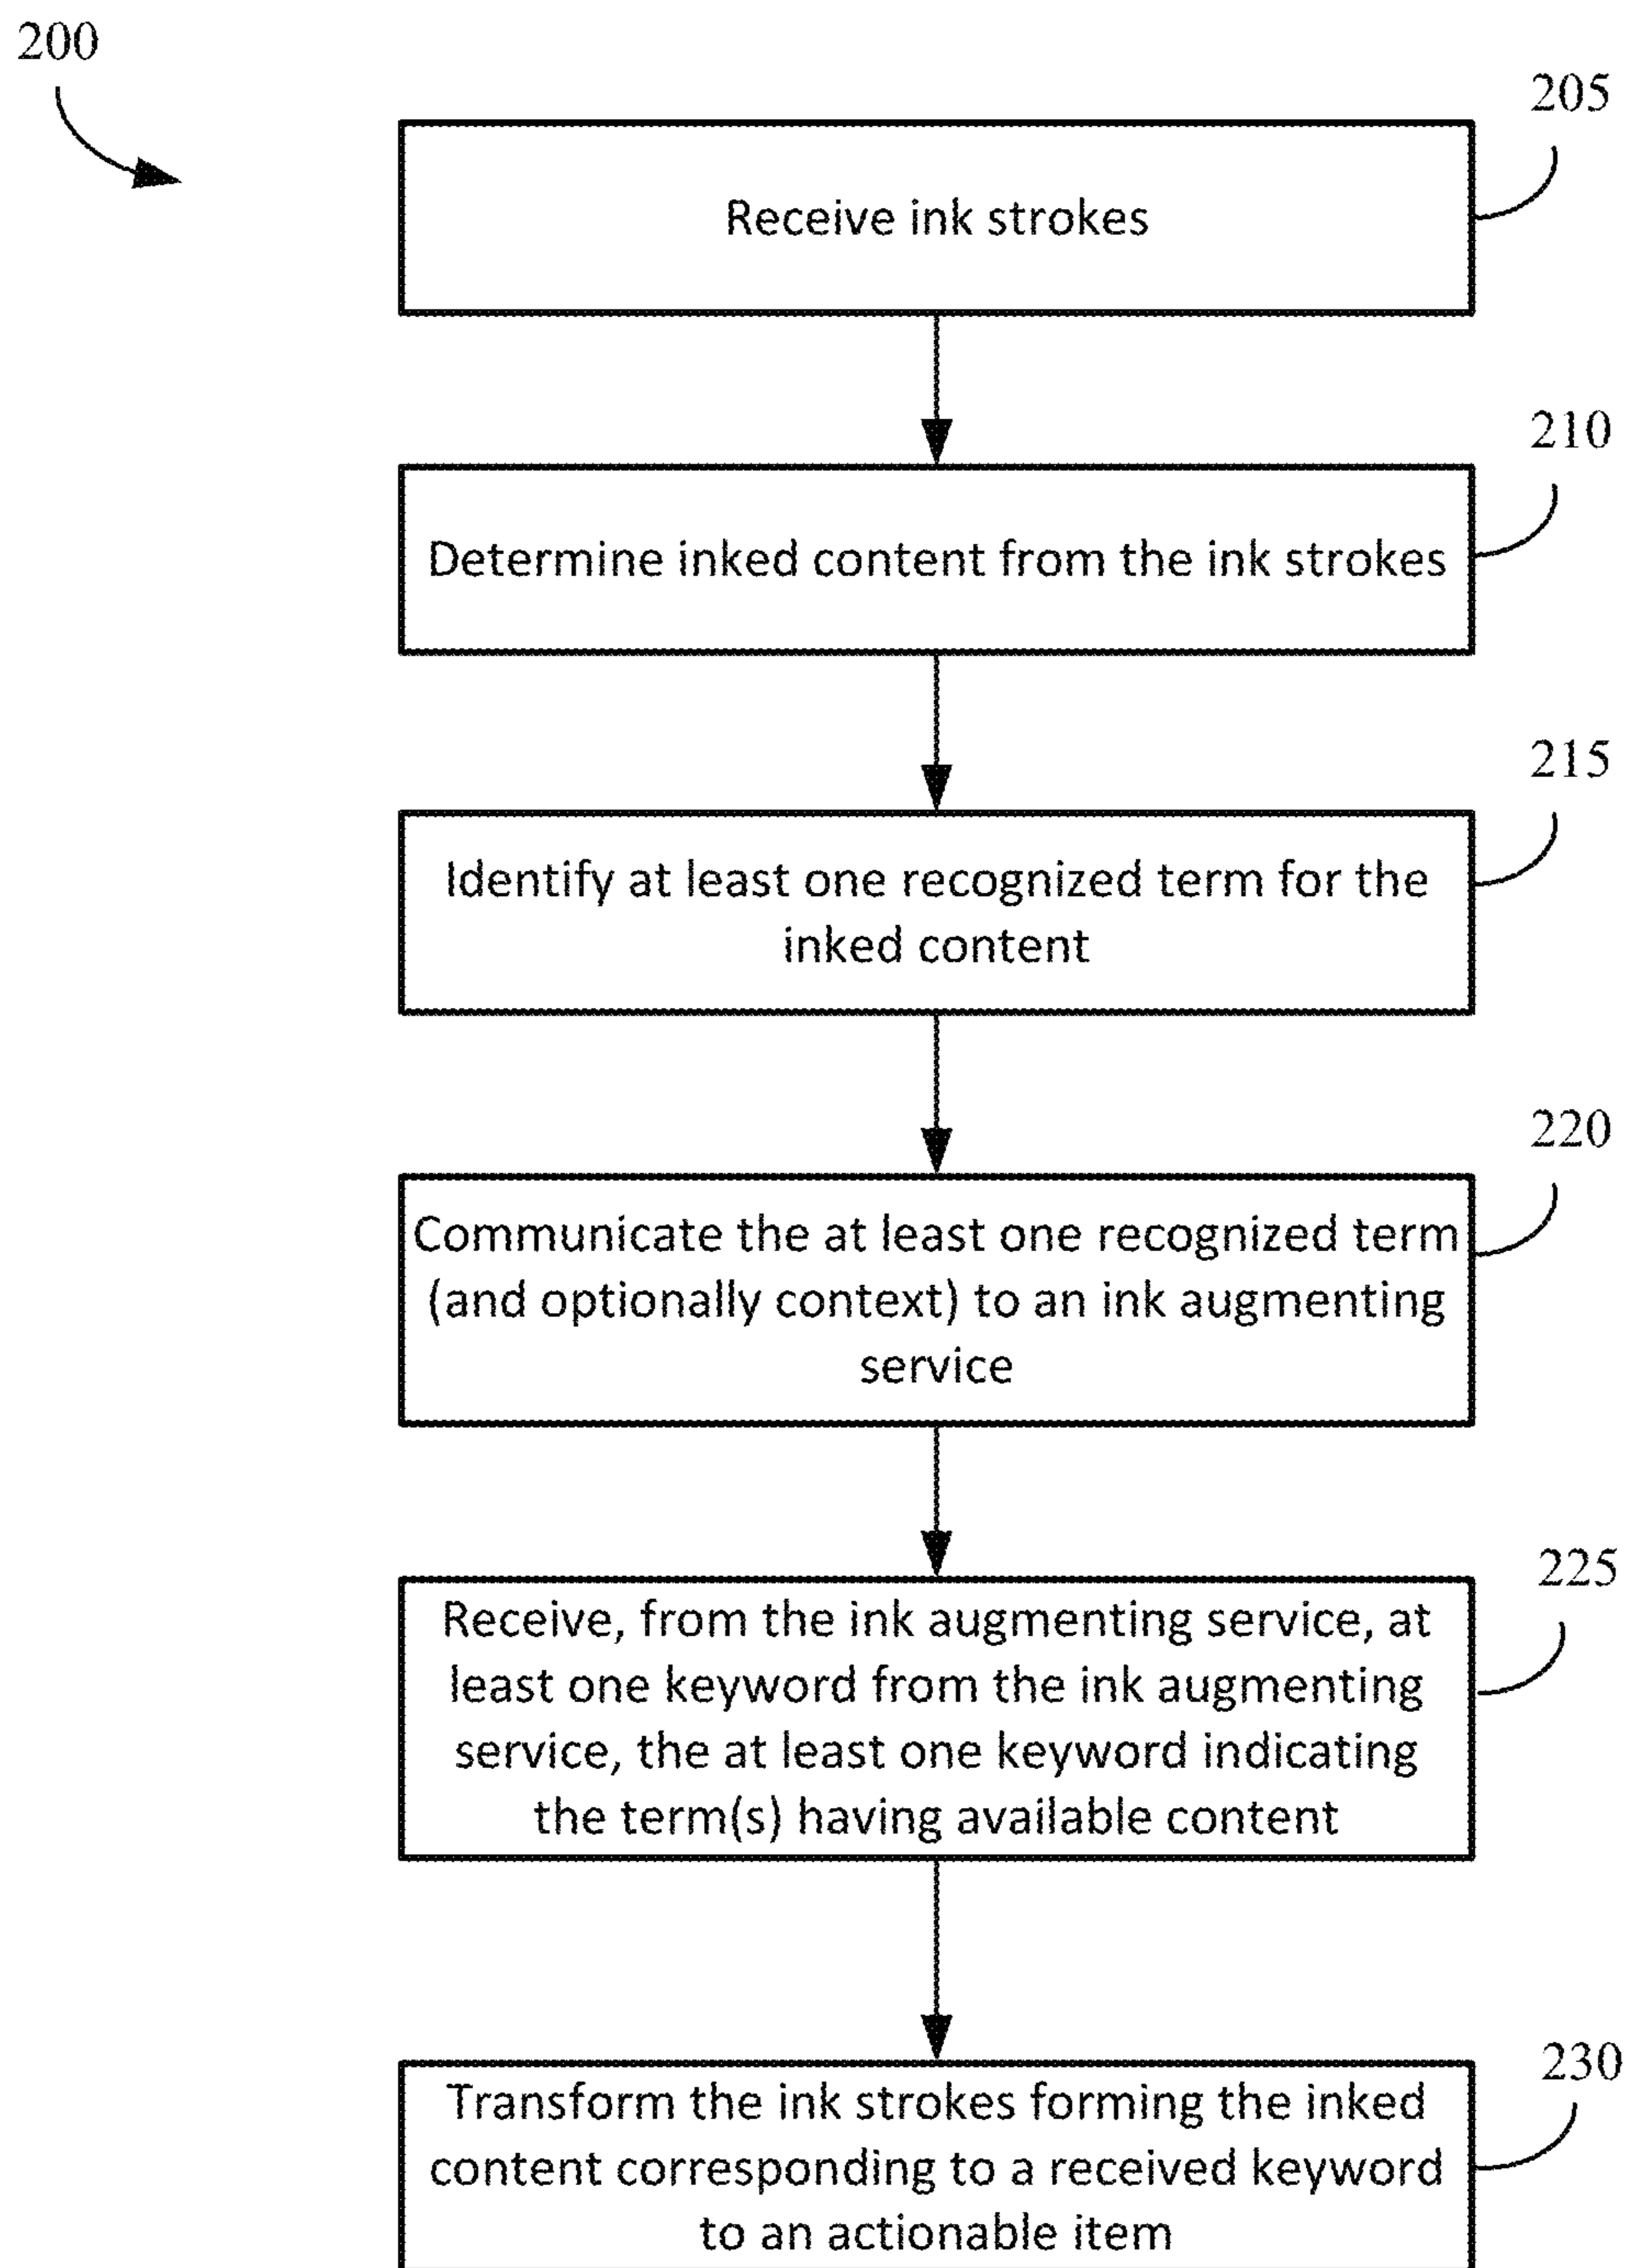 200
205
Receive ink strokes
210
Determine inked content from the ink strokes
215
Identify at least one recognized term for the
inked content
220
Communicate the at least one recognized term
(and optionally context) to an ink augmenting
service
225
Receive, from the ink augmenting service, at
least one keyword from the ink augmenting
service, the at least one keyword indicating
the term(s) having available content
230
Transform the ink strokes forming the inked
content corresponding to a received keyword
to an actionable item